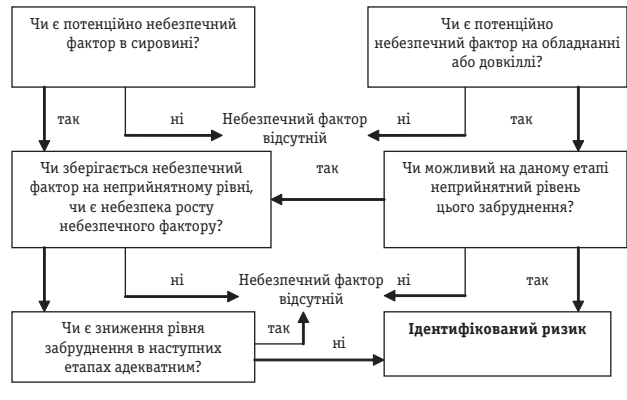 Чи є потенційно небезпечний
фактор в сировині?
Чи є потенційно
небезпечний фактор на обладнанні
або довкіллі?
так
ні
Небезпечний фактор
відсутній
ні
так
Чи зберігається небезпечний
фактор на неприйнятному рівні,
чи є небезпека росту
небезпечного фактору?
так
Чи можливий на даному етапі
неприйнятний рівень
цього забруднення?
ні
Небезпечний фактор
відсутній
ні
так
Чи є зниження рівня
забруднення в наступних
етапах адекватним?
так
ні
Ідентифікований ризик